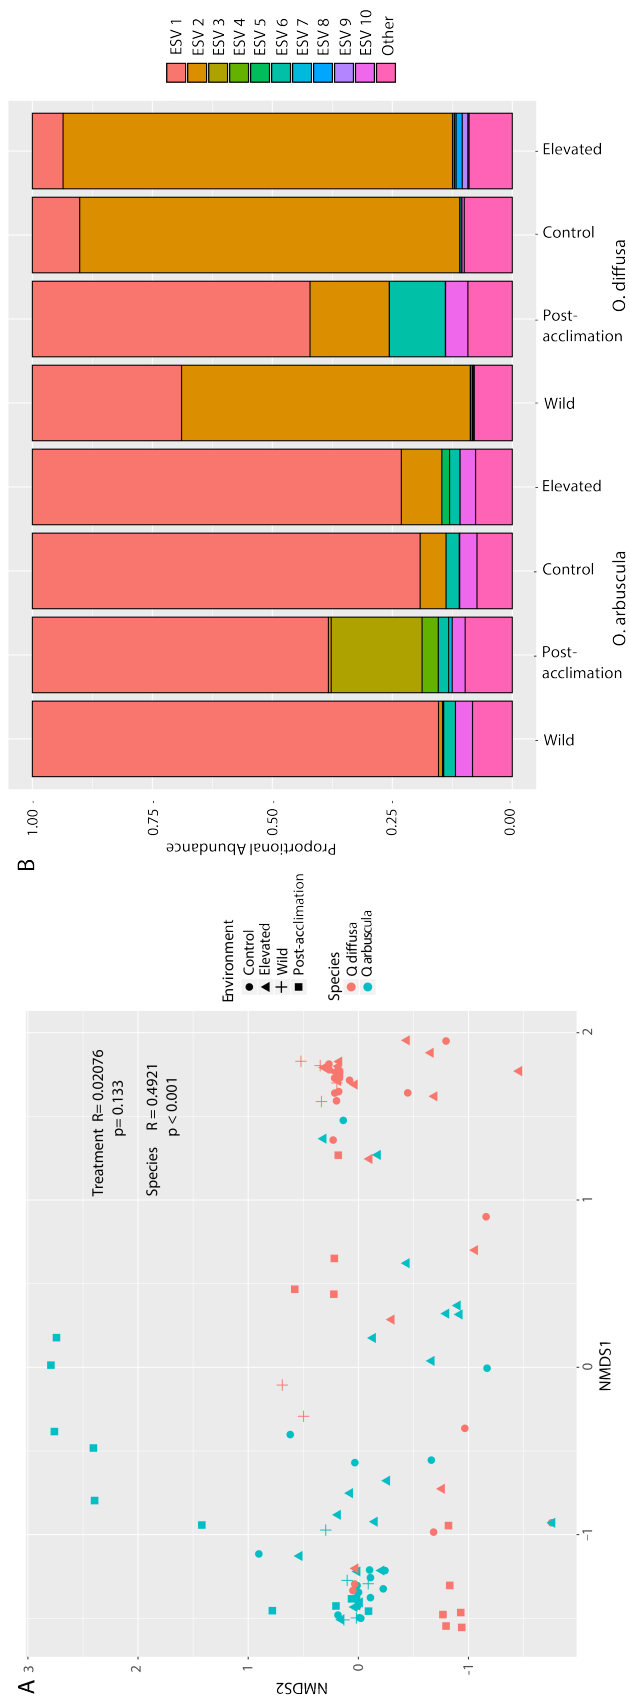 A
Treatment R= 0.02076
p= 0.133
Species R = 0.4921
p < 0.001
3
2
1
0
-1
NMDS2
-1
0
1
2
NMDS1
Environment
Control
Elevated
Wild
Post-acclimation
Species
O. diffusa
O. arbuscula
B
1.00
0.75
0.50
0.25
0.00
Proportional Abundance
Wild
Post-
acclimation
Control
Elevated
Wild
Post-
acclimation
Control
Elevated
O. arbuscula
O. diffusa
ESV 1
ESV 2
ESV 3
ESV 4
ESV 5
ESV 6
ESV 7
ESV 8
ESV 9
ESV 10
Other